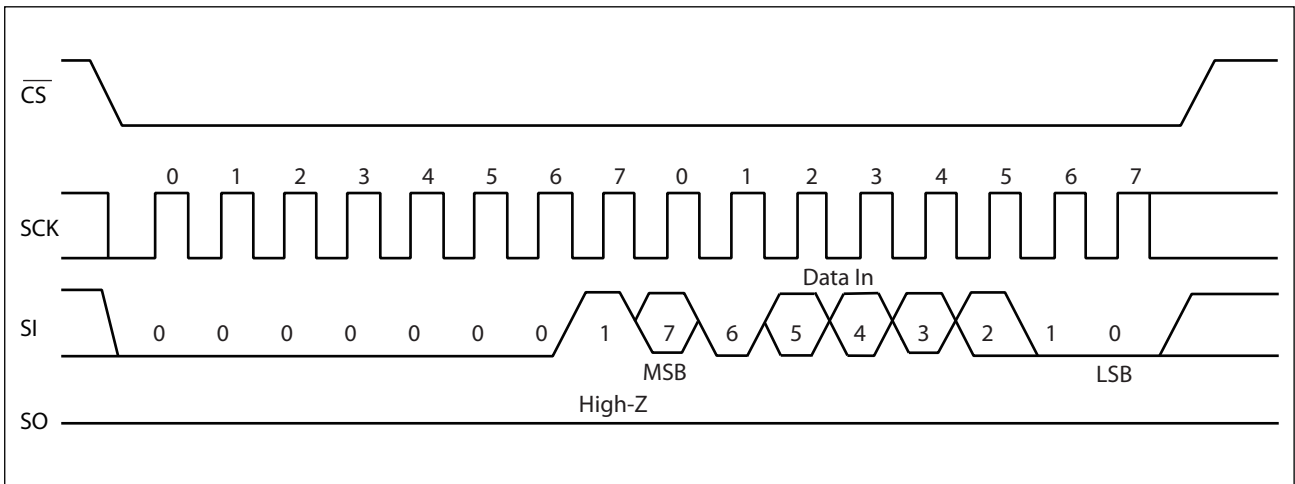 CS
0 1 2 3 4 5 6 7 0 1 2 3 4 5 6 7
SCK
Data In
SI
0 0 0 0 0 0 0 1 7 6 5 4 3 2 1 0
MSB LSB
High-Z
SO